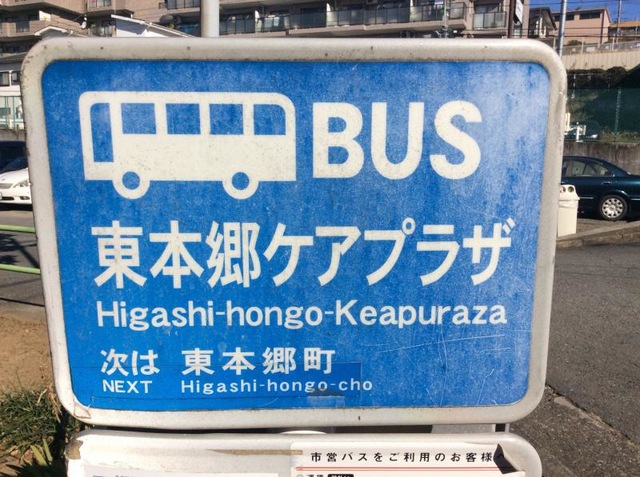 BUS
東本郷ケアプラザ
Higashi-hongo-Keapuraza
次は 東本郷町
NEXT Higashi-hongo-cho
市営バスをご利用のお客様